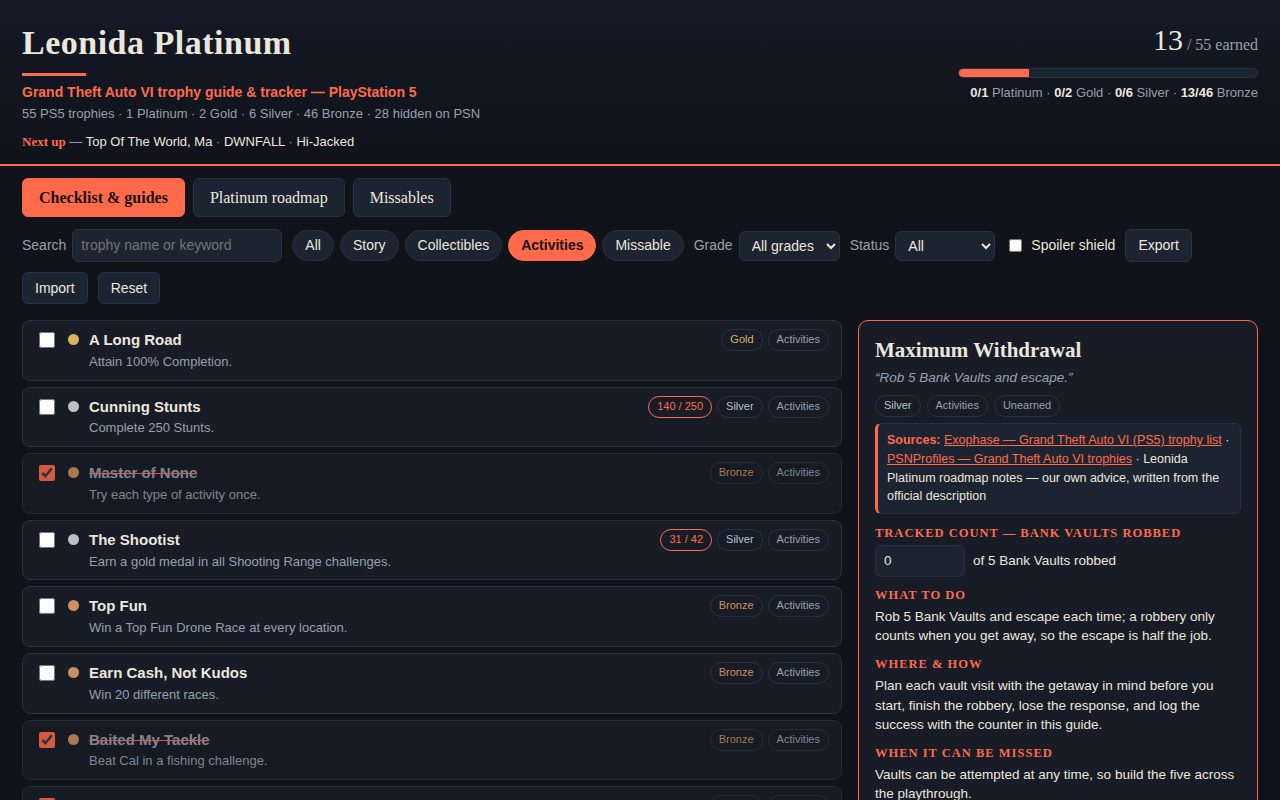 Leonida Platinum
Grand Theft Auto VI trophy guide & tracker — PlayStation 5
55 PS5 trophies · 1 Platinum · 2 Gold · 6 Silver · 46 Bronze · 28 hidden on PSN
Next up — Top Of The World, Ma · DWNFALL · Hi-Jacked
13 / 55 earned
0/1 Platinum · 0/2 Gold · 0/6 Silver · 13/46 Bronze
Checklist & guides
Platinum roadmap
Missables
Search trophy name or keyword All Story Collectibles Activities Missable Grade All grades Status All Spoiler shield Export
Import Reset
A Long Road Gold Activities
Attain 100% Completion.
Cunning Stunts 140 / 250 Silver Activities
Complete 250 Stunts.
Master of None Bronze Activities
Try each type of activity once.
The Shootist 31 / 42 Silver Activities
Earn a gold medal in all Shooting Range challenges.
Top Fun Bronze Activities
Win a Top Fun Drone Race at every location.
Earn Cash, Not Kudos Bronze Activities
Win 20 different races.
Baited My Tackle Bronze Activities
Beat Cal in a fishing challenge.
Maximum Withdrawal
“Rob 5 Bank Vaults and escape.”
Silver Activities Unearned
Sources: Exophase — Grand Theft Auto VI (PS5) trophy list ·
PSNProfiles — Grand Theft Auto VI trophies · Leonida
Platinum roadmap notes — our own advice, written from the
official description
TRACKED COUNT — BANK VAULTS ROBBED
0 of 5 Bank Vaults robbed
WHAT TO DO
Rob 5 Bank Vaults and escape each time; a robbery only
counts when you get away, so the escape is half the job.
WHERE & HOW
Plan each vault visit with the getaway in mind before you
start, finish the robbery, lose the response, and log the
success with the counter in this guide.
WHEN IT CAN BE MISSED
Vaults can be attempted at any time, so build the five across
the playthrough.